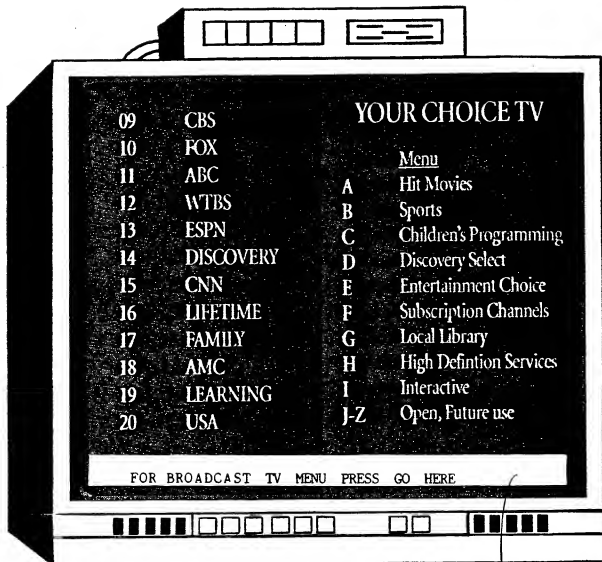 09 CBS
10 FOX
11 ABC
12 WTBS
13 ESPN
14 DISCOVERY
15 CNN
16 LIFETIME
17 FAMILY
18 AMC
19 LEARNING
20 USA
YOUR CHOICE TV
Menu
A Hit Movies
B Sports
C Children's Programming
D Discovery Select
E Entertainment Choice
F Subscription Channels
G Local Library
H High Defintion Services
I Interactive
J-Z Open, Future use
FOR BROADCAST TV MENU PRESS GO HERE